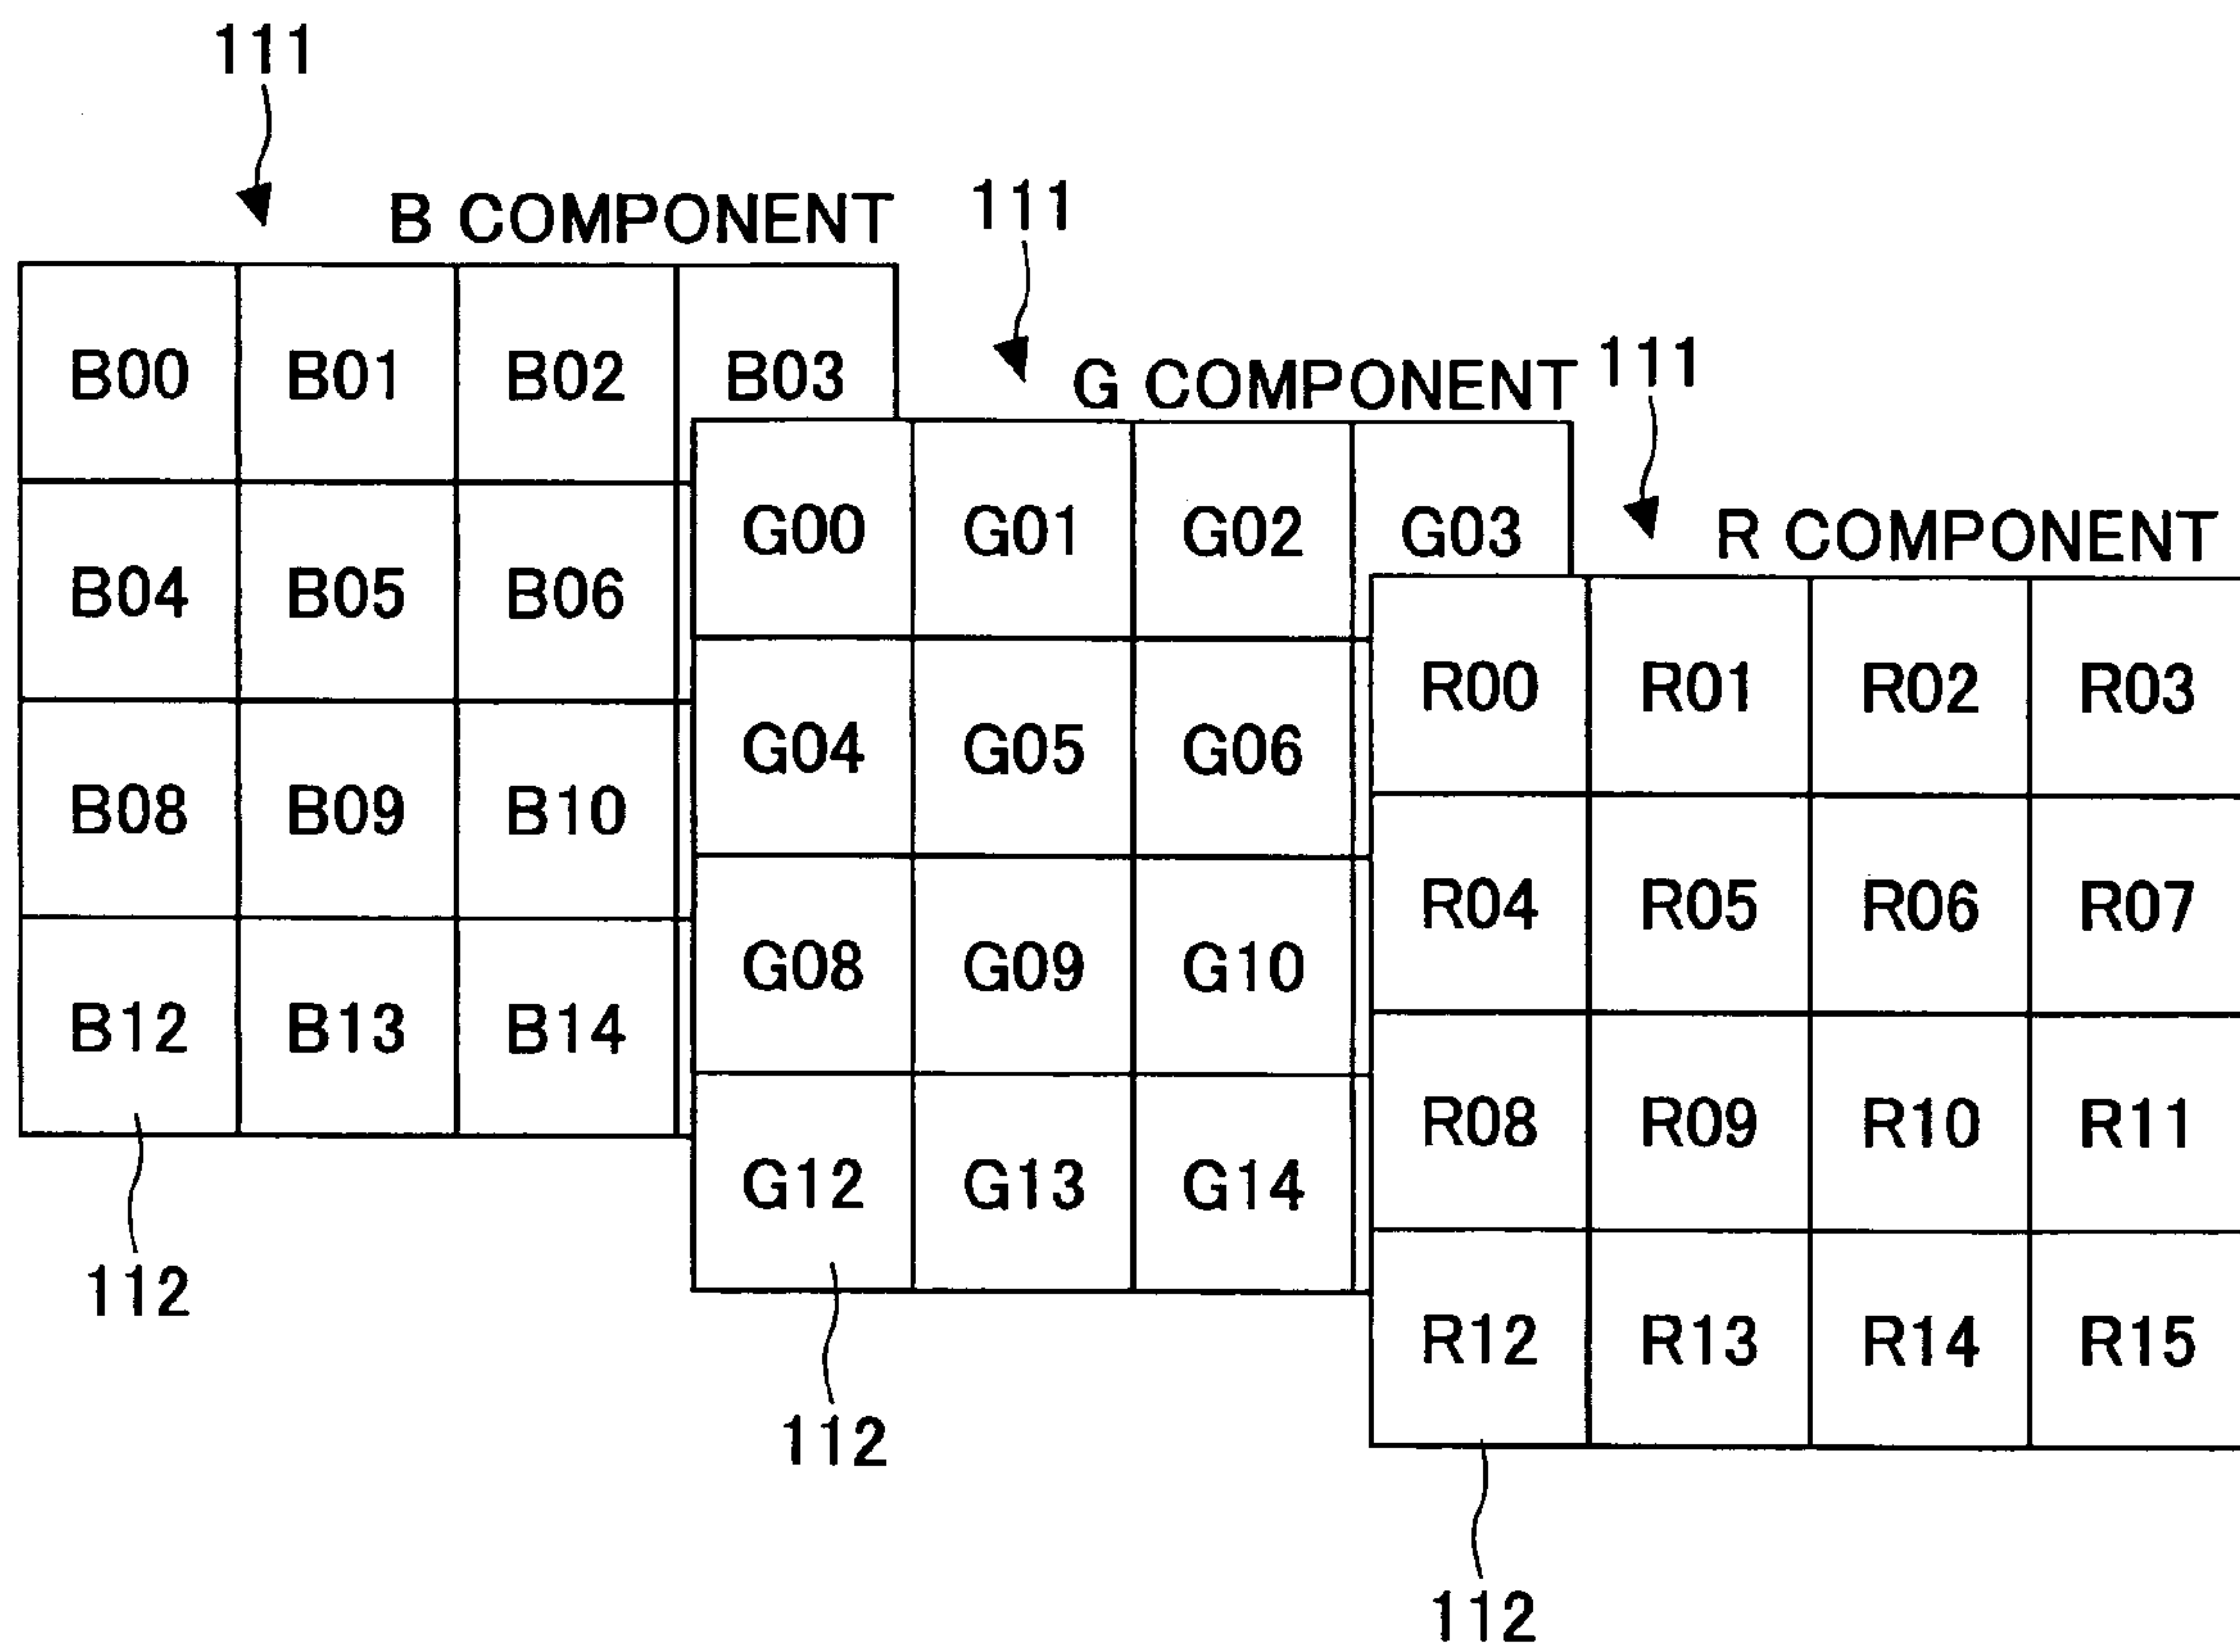 111
B COMPONENT
111
B00 B01 B02 B03
G COMPONENT
111
G00 G01 G02 G03
R COMPONENT
B04 B05 B06
R00 R01 R02 R03
G04 G05 G06
B08 B09 B10
R04 R05 R06 R07
G08 G09 G10
B12 B13 B14
R08 R09 R10 R11
G12 G13 G14
112
R12 R13 R14 R15
112
112